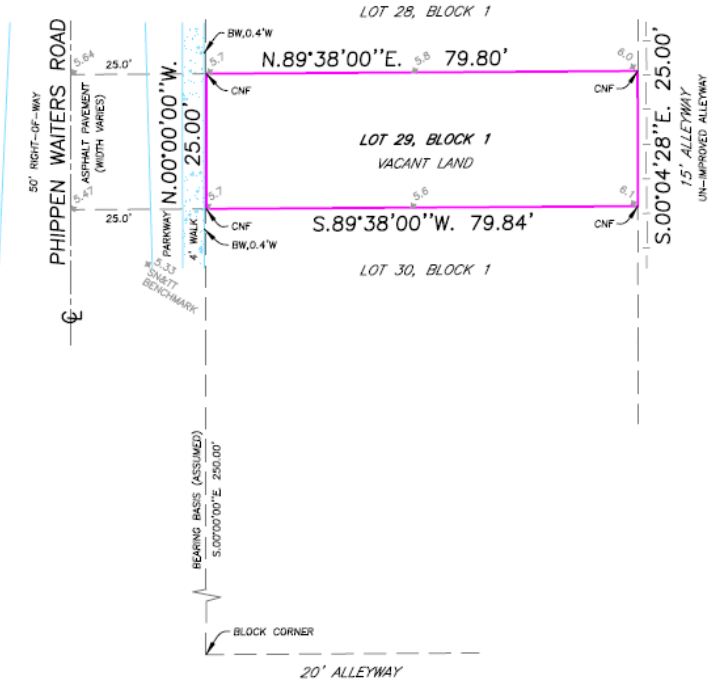 LOT 28, BLOCK 1
BW,0.4'W
N.89°38'00"E. 79.80'
5.64
25.0'
5.7
5.8
6.0
CNF
CNF
50' RIGHT-OF-WAY
PHIPPEN WAITERS ROAD
ASPHALT PAVEMENT
(WIDTH VARIES)
PARKWAY
N.00°00'00"W.
25.00'
4' WALK
LOT 29, BLOCK 1
VACANT LAND
25.00'
S.00°04'28"E.
15' ALLEYWAY
UN-IMPROVED ALLEYWAY
5.47
25.0'
5.7
5.6
6.1
CNF
CNF
S.89°38'00"W. 79.84'
BW,0.4'W
5.33
SN&TT
BENCHMARK
LOT 30, BLOCK 1
℄
BEARING BASIS (ASSUMED)
S.00°00'00"E. 250.00'
BLOCK CORNER
20' ALLEYWAY